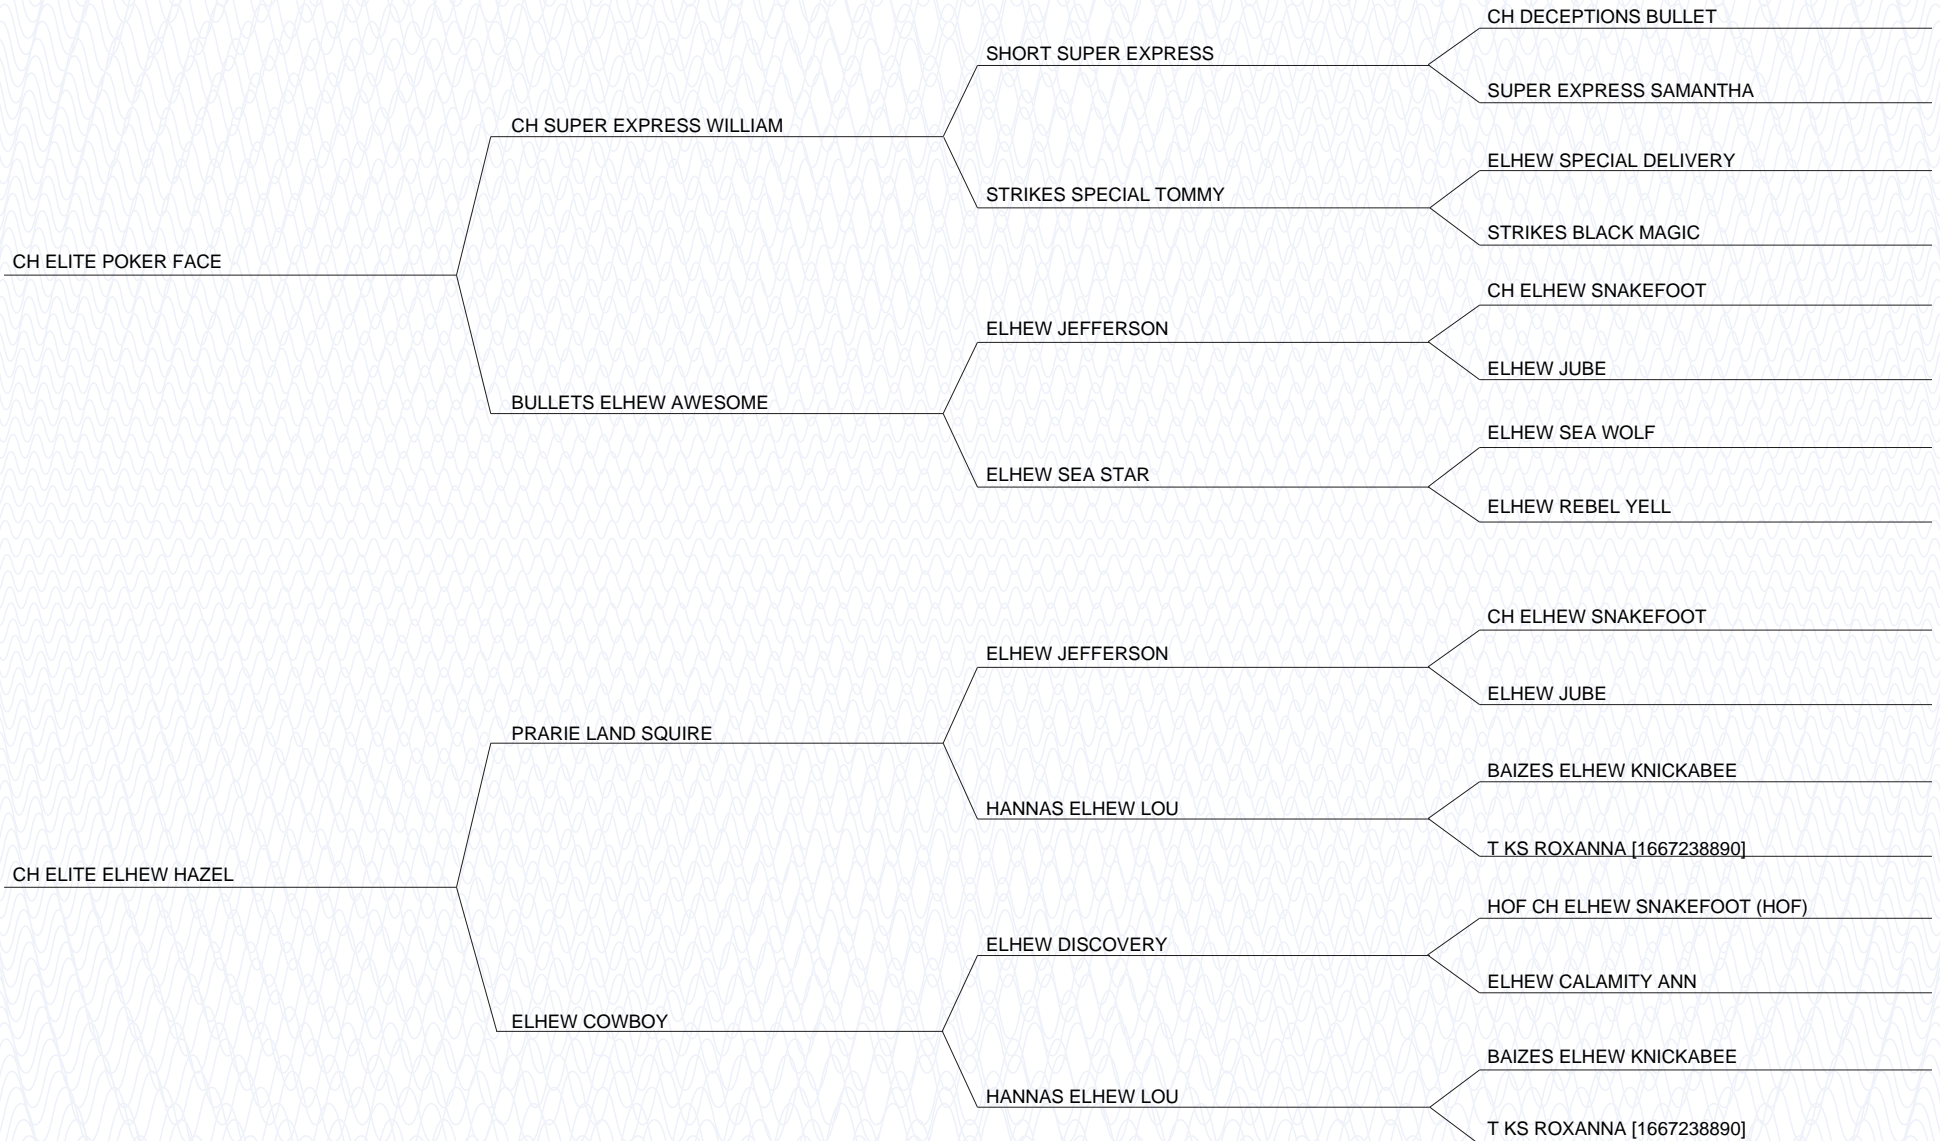 CH DECEPTIONS BULLET
SHORT SUPER EXPRESS
SUPER EXPRESS SAMANTHA
CH SUPER EXPRESS WILLIAM
ELHEW SPECIAL DELIVERY
STRIKES SPECIAL TOMMY
STRIKES BLACK MAGIC
CH ELITE POKER FACE
CH ELHEW SNAKEFOOT
ELHEW JEFFERSON
ELHEW JUBE
BULLETS ELHEW AWESOME
ELHEW SEA WOLF
ELHEW SEA STAR
ELHEW REBEL YELL
CH ELHEW SNAKEFOOT
ELHEW JEFFERSON
ELHEW JUBE
PRARIE LAND SQUIRE
BAIZES ELHEW KNICKABEE
HANNAS ELHEW LOU
T KS ROXANNA [1667238890]
CH ELITE ELHEW HAZEL
HOF CH ELHEW SNAKEFOOT (HOF)
ELHEW DISCOVERY
ELHEW CALAMITY ANN
ELHEW COWBOY
BAIZES ELHEW KNICKABEE
HANNAS ELHEW LOU
T KS ROXANNA [1667238890]